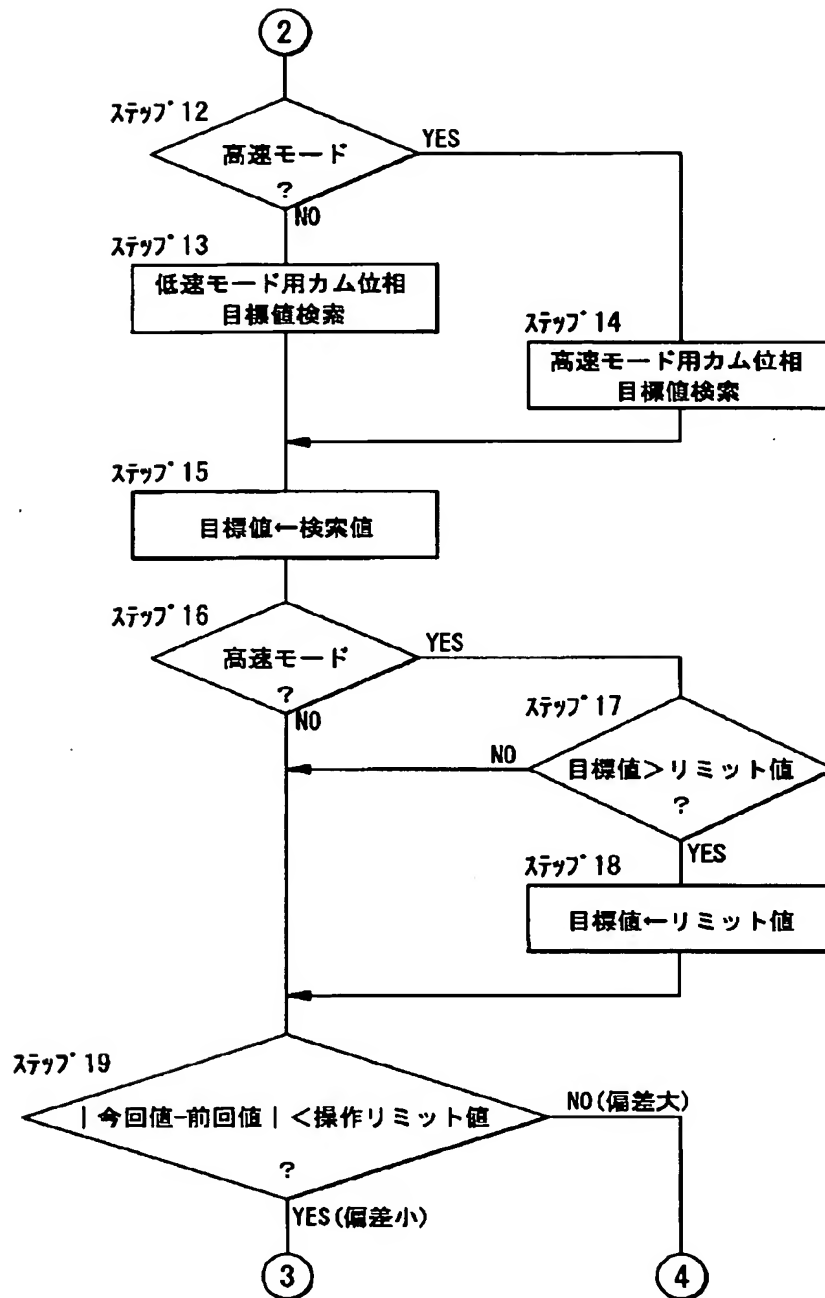 2
ステップ12
高速モード
?
YES
NO
ステップ13
低速モード用カム位相
目標値検索
ステップ14
高速モード用カム位相
目標値検索
ステップ15
目標値←検索値
ステップ16
高速モード
?
YES
NO
ステップ17
目標値>リミット値
?
NO
YES
ステップ18
目標値←リミット値
ステップ19
|今回値-前回値|<操作リミット値
?
NO(偏差大)
YES(偏差小)
3
4